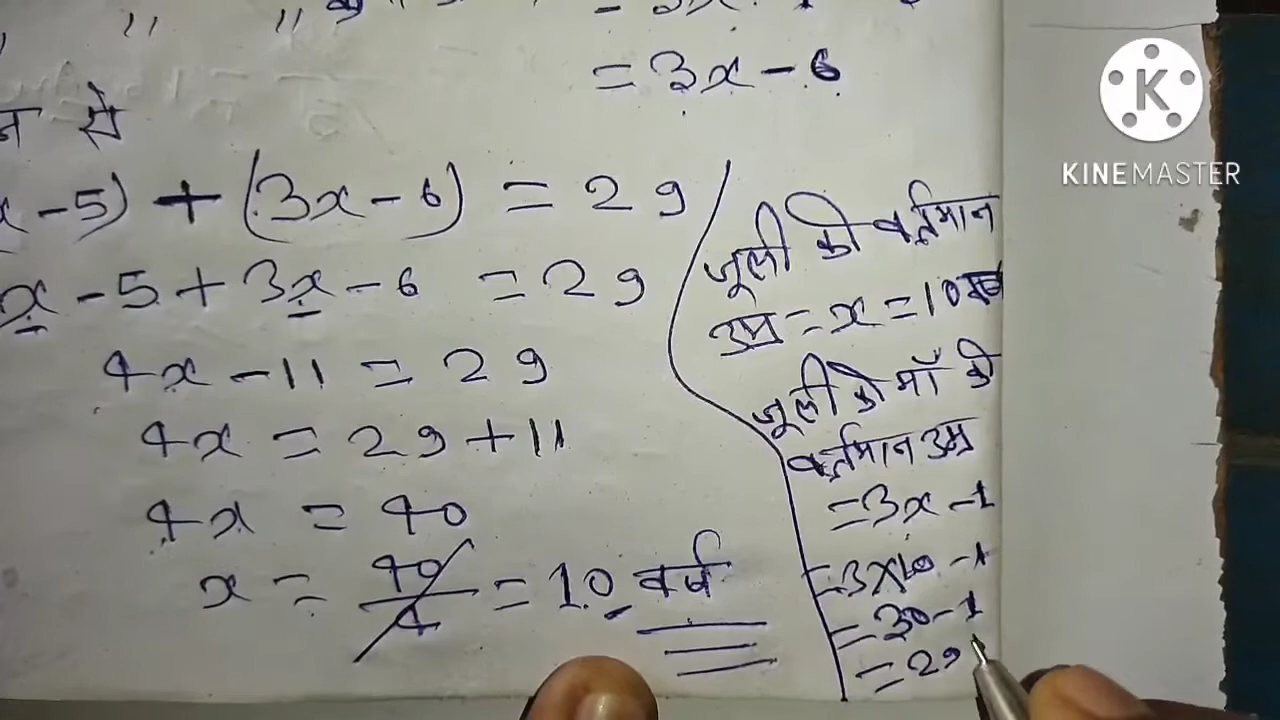 = 3x - 6
से
x - 5) + (3x - 6) = 29
x - 5 + 3x - 6 = 29
4x - 11 = 29
4x = 29 + 11
4x = 40
x = 40/4 = 10 वर्ष
जूली की वर्तमान
उम्र = x = 10 वर्ष
जूली की माँ की
वर्तमान उम्र
= 3x - 1
= 3x10 - 1
= 30 - 1
= 29
K
KINEMASTER